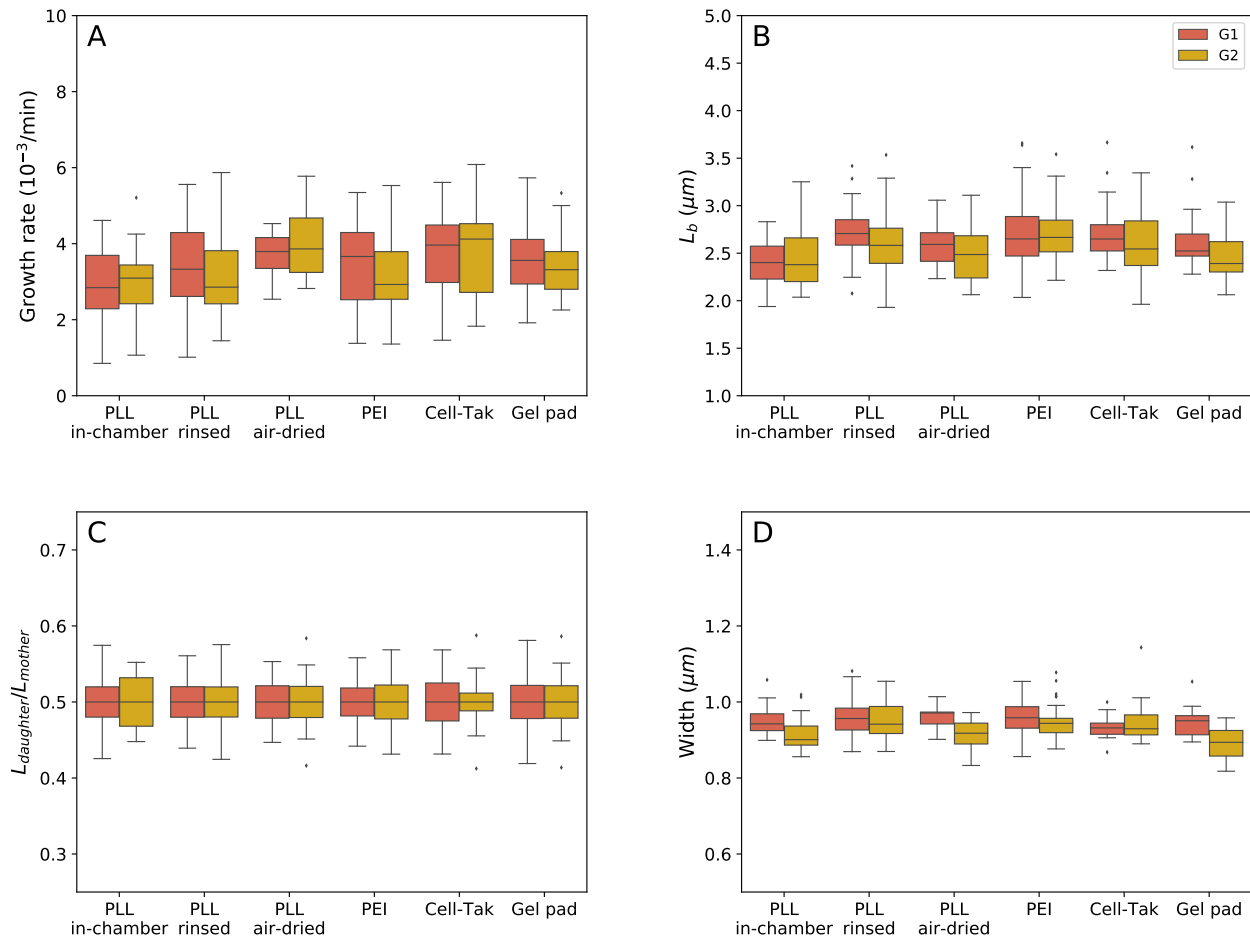 A
Growth rate (10⁻³/min)
10
8
6
4
2
0
PLL
in-chamber
PLL
rinsed
PLL
air-dried
PEI
Cell-Tak
Gel pad
B
G1
G2
L_b (μm)
5.0
4.5
4.0
3.5
3.0
2.5
2.0
1.5
1.0
PLL
in-chamber
PLL
rinsed
PLL
air-dried
PEI
Cell-Tak
Gel pad
C
L_daughter/L_mother
0.7
0.6
0.5
0.4
0.3
PLL
in-chamber
PLL
rinsed
PLL
air-dried
PEI
Cell-Tak
Gel pad
D
Width (μm)
1.4
1.2
1.0
0.8
0.6
PLL
in-chamber
PLL
rinsed
PLL
air-dried
PEI
Cell-Tak
Gel pad